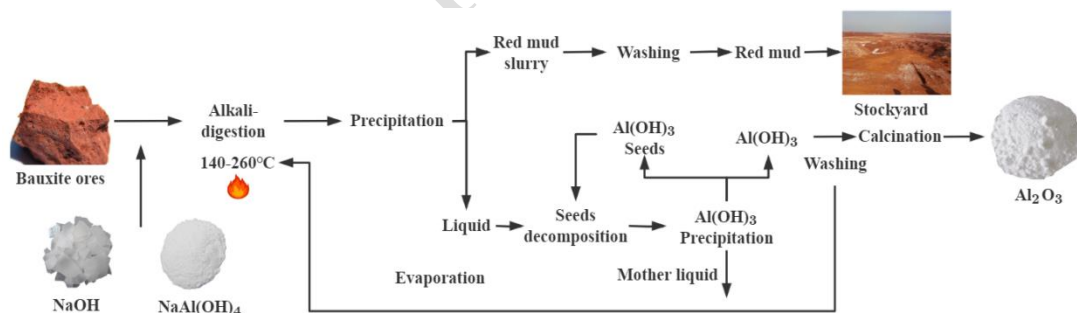 Red mud
slurry
Washing
Red mud
Stockyard
Alkali-
digestion
Precipitation
140-260°C
Bauxite ores
Al(OH)3
Seeds
Al(OH)3
Calcination
Washing
Al2O3
Liquid
Seeds
decomposition
Al(OH)3
Precipitation
Evaporation
Mother liquid
NaOH
NaAl(OH)4